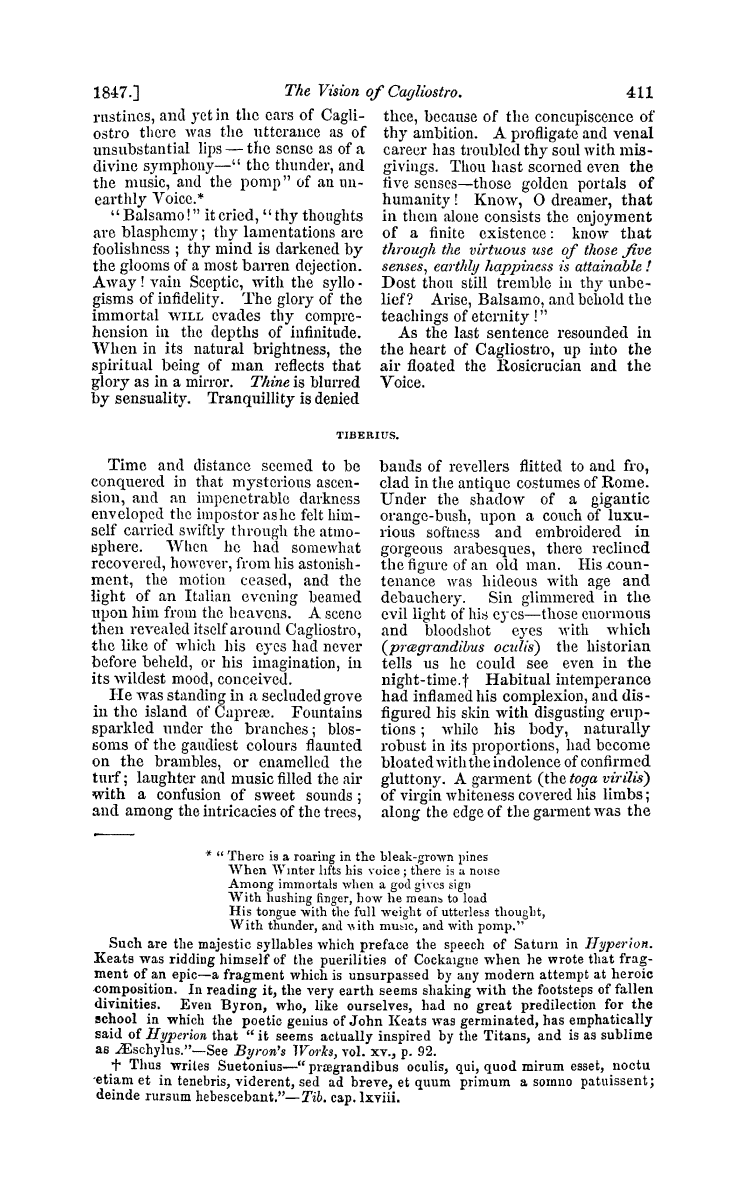 1847.] The Vision of Cagliostro. 411
rustines, and yet in the ears of Cagli-
ostro there was the utterance as of
unsubstantial lips — the sense as of a
divine symphony—“ the thunder, and
the music, and the pomp” of an un-
earthly Voice.*
“Balsamo!” it cried, “thy thoughts
are blasphemy; thy lamentations are
foolishness ; thy mind is darkened by
the glooms of a most barren dejection.
Away! vain Sceptic, with the syllo-
gisms of infidelity. The glory of the
immortal WILL evades thy compre-
hension in the depths of infinitude.
When in its natural brightness, the
spiritual being of man reflects that
glory as in a mirror. Thine is blurred
by sensuality. Tranquillity is denied
thee, because of the concupiscence of
thy ambition. A profligate and venal
career has troubled thy soul with mis-
givings. Thou hast scorned even the
five senses—those golden portals of
humanity! Know, O dreamer, that
in them alone consists the enjoyment
of a finite existence: know that
through the virtuous use of those five
senses, earthly happiness is attainable!
Dost thou still tremble in thy unbe-
lief? Arise, Balsamo, and behold the
teachings of eternity!”
As the last sentence resounded in
the heart of Cagliostro, up into the
air floated the Rosicrucian and the
Voice.
TIBERIUS.
Time and distance seemed to be
conquered in that mysterious ascen-
sion, and an impenetrable darkness
enveloped the impostor as he felt him-
self carried swiftly through the atmo-
sphere. When he had somewhat
recovered, however, from his astonish-
ment, the motion ceased, and the
light of an Italian evening beamed
upon him from the heavens. A scene
then revealed itself around Cagliostro,
the like of which his eyes had never
before beheld, or his imagination, in
its wildest mood, conceived.
He was standing in a secluded grove
in the island of Capreæ. Fountains
sparkled under the branches; blos-
soms of the gaudiest colours flaunted
on the brambles, or enamelled the
turf; laughter and music filled the air
with a confusion of sweet sounds;
and among the intricacies of the trees,
bands of revellers flitted to and fro,
clad in the antique costumes of Rome.
Under the shadow of a gigantic
orange-bush, upon a couch of luxu-
rious softness and embroidered in
gorgeous arabesques, there reclined
the figure of an old man. His coun-
tenance was hideous with age and
debauchery. Sin glimmered in the
evil light of his eyes—those enormous
and bloodshot eyes with which
(prægrandibus oculis) the historian
tells us he could see even in the
night-time.† Habitual intemperance
had inflamed his complexion, and dis-
figured his skin with disgusting erup-
tions; while his body, naturally
robust in its proportions, had become
bloated with the indolence of confirmed
gluttony. A garment (the toga virilis)
of virgin whiteness covered his limbs;
along the edge of the garment was the
* “ There is a roaring in the bleak-grown pines
When Winter lifts his voice; there is a noise
Among immortals when a god gives sign
With hushing finger, how he means to load
His tongue with the full weight of utterless thought,
With thunder, and with music, and with pomp.”
Such are the majestic syllables which preface the speech of Saturn in Hyperion.
Keats was ridding himself of the puerilities of Cockaigne when he wrote that frag-
ment of an epic—a fragment which is unsurpassed by any modern attempt at heroic
composition. In reading it, the very earth seems shaking with the footsteps of fallen
divinities. Even Byron, who, like ourselves, had no great predilection for the
school in which the poetic genius of John Keats was germinated, has emphatically
said of Hyperion that “ it seems actually inspired by the Titans, and is as sublime
as Æschylus.”—See Byron's Works, vol. xv., p. 92.
† Thus writes Suetonius—“ prægrandibus oculis, qui, quod mirum esset, noctu
etiam et in tenebris, viderent, sed ad breve, et quum primum a somno patuissent;
deinde rursum hebescebant.”—Tib. cap. lxviii.